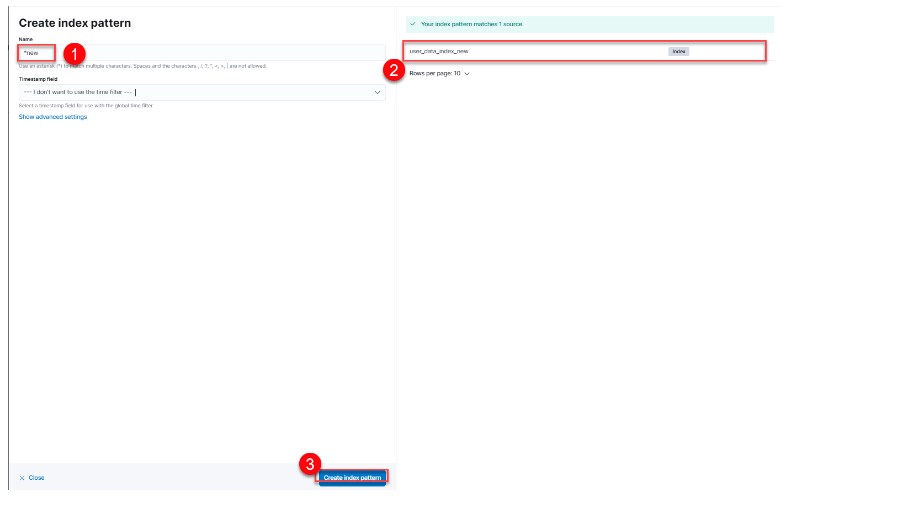 Create index pattern
Name
*new
1
Use an asterisk (*) to match multiple characters. Spaces and the characters , /, ?, ", <, >, | are not allowed.
Timestamp field
--- I don't want to use the time filter ---
Select a timestamp field for use with the global time filter.
Show advanced settings
✓ Your index pattern matches 1 source.
user_data_index_new Index
2
Rows per page: 10
3
× Close
Create index pattern